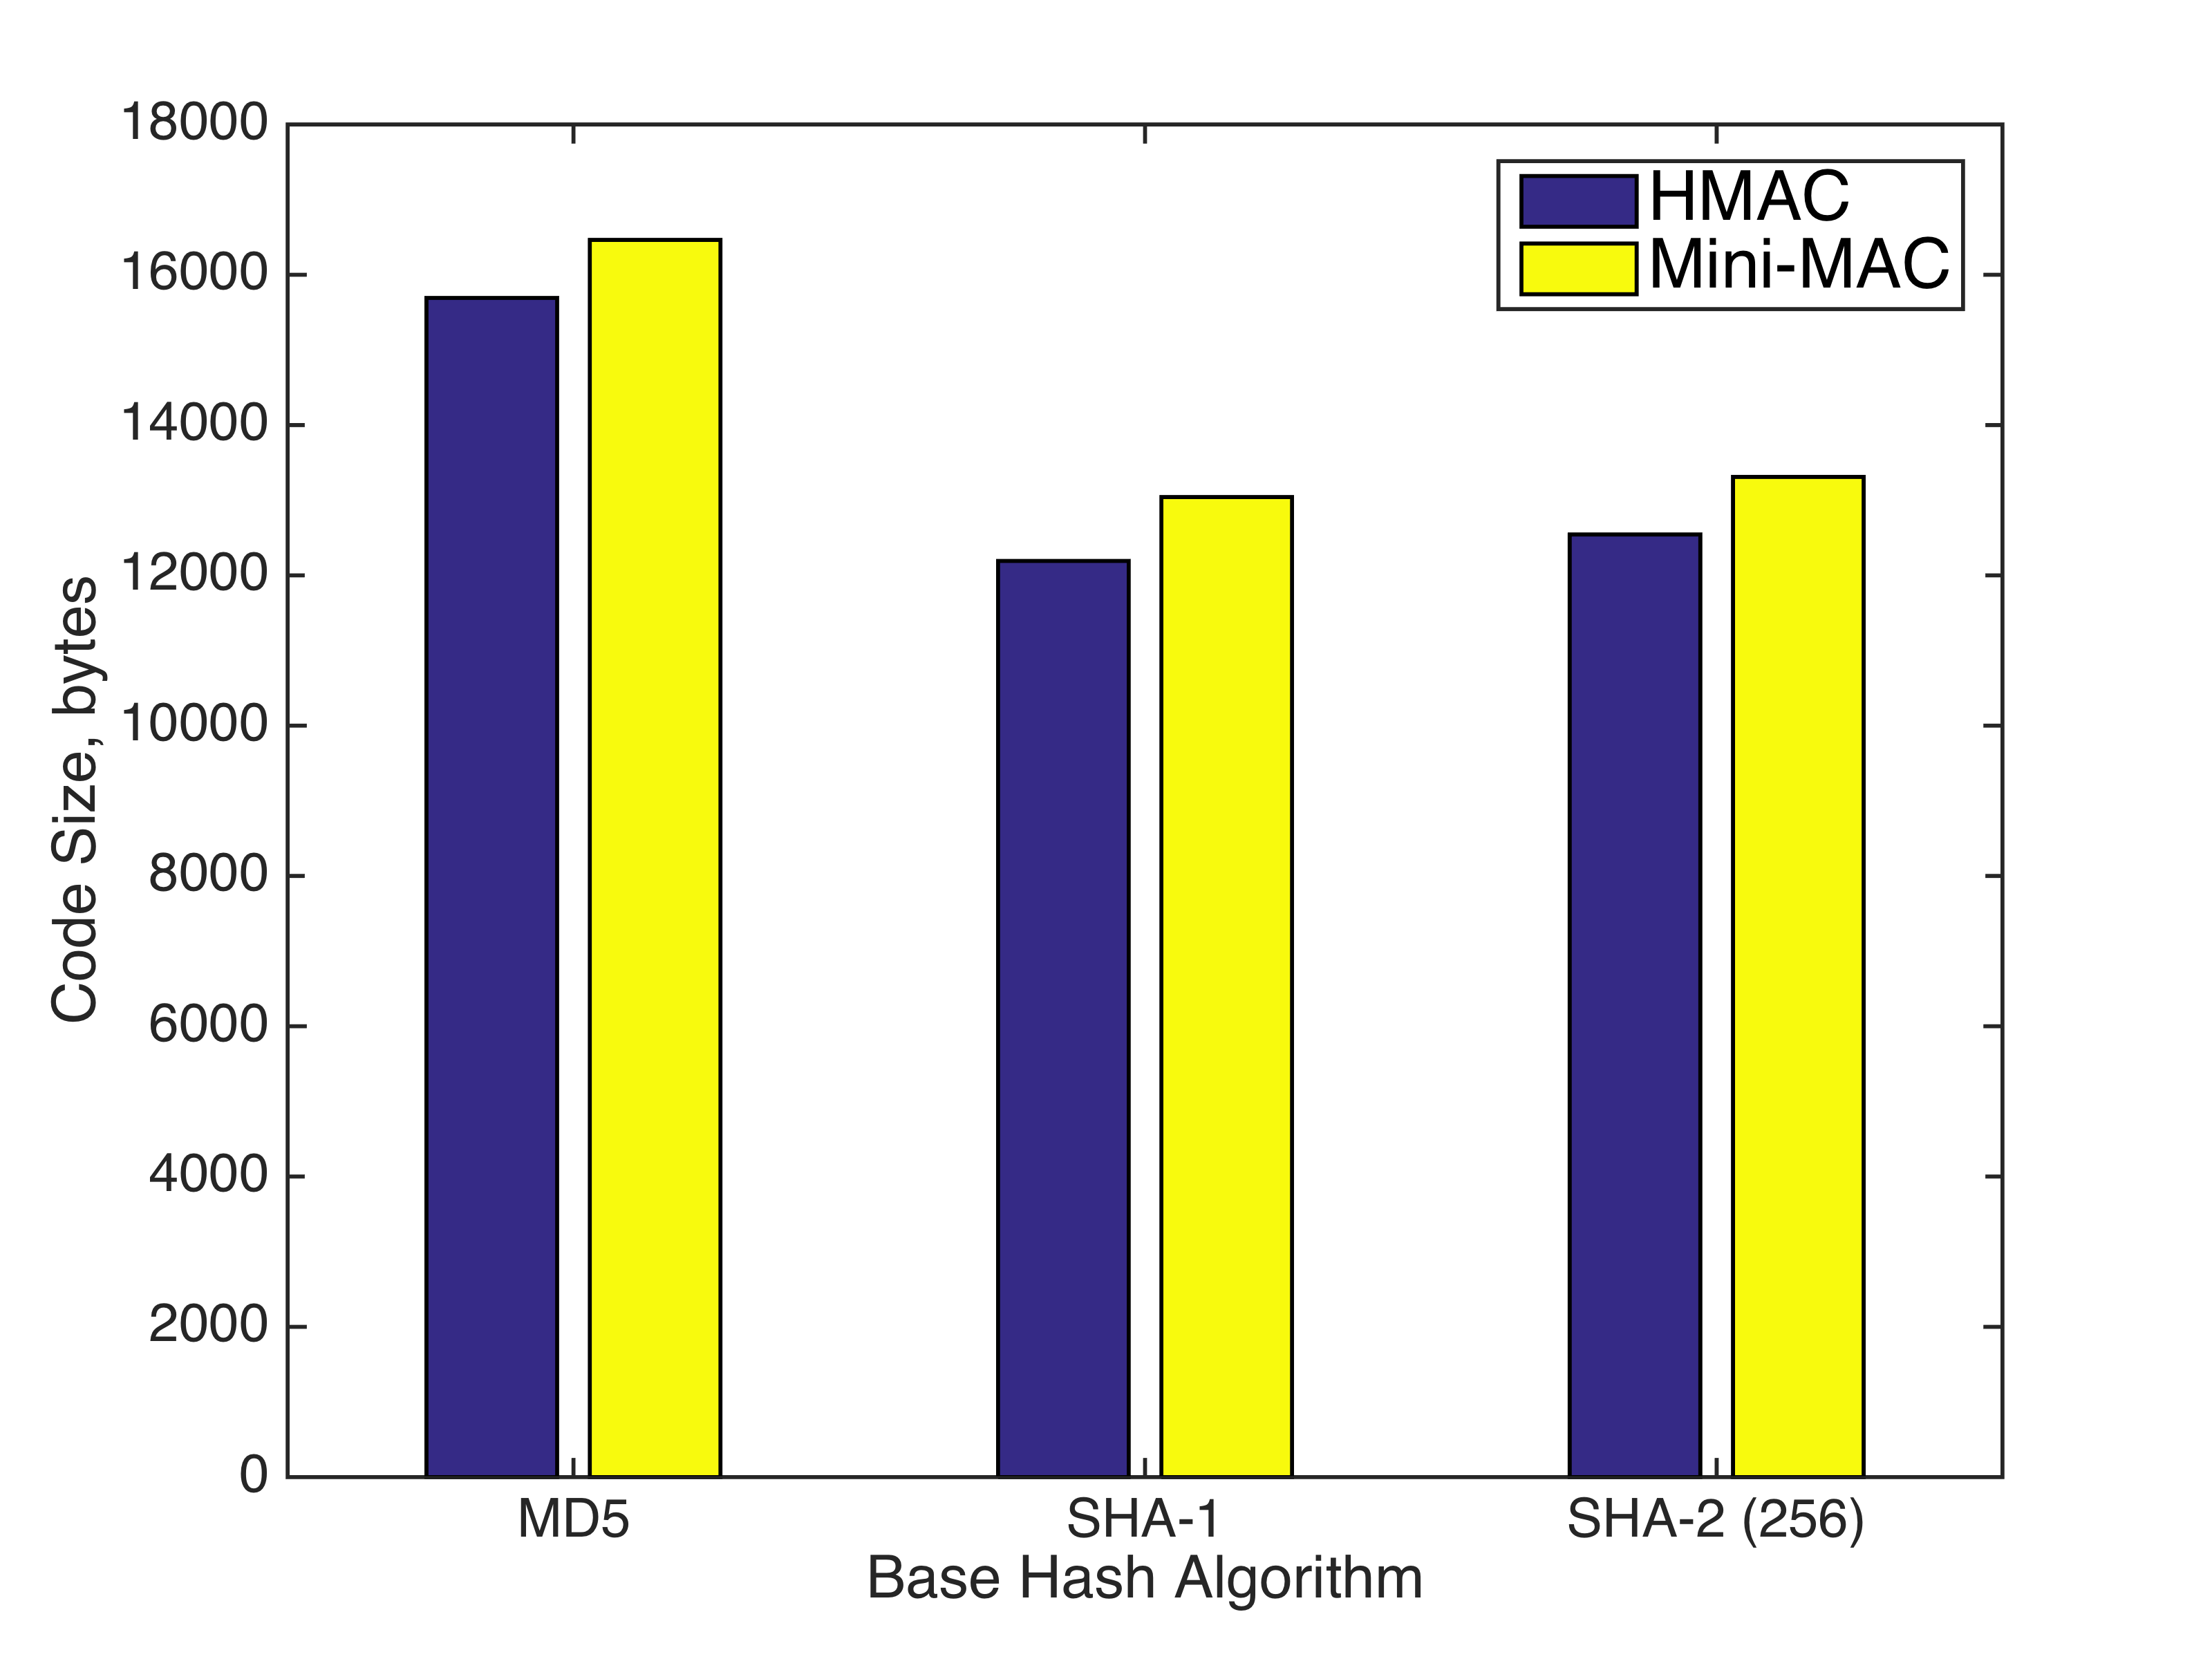 18000
16000
14000
12000
10000
8000
6000
4000
2000
0
Code Size, bytes
HMAC
Mini-MAC
MD5
SHA-1
SHA-2 (256)
Base Hash Algorithm